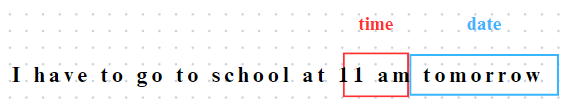 time date
I have to go to school at 11 am tomorrow